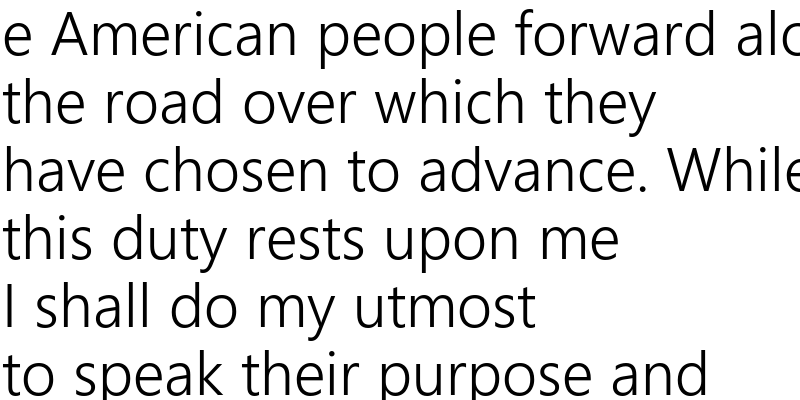 e American people forward alo
the road over which they
have chosen to advance. While
this duty rests upon me
I shall do my utmost
to speak their purpose and